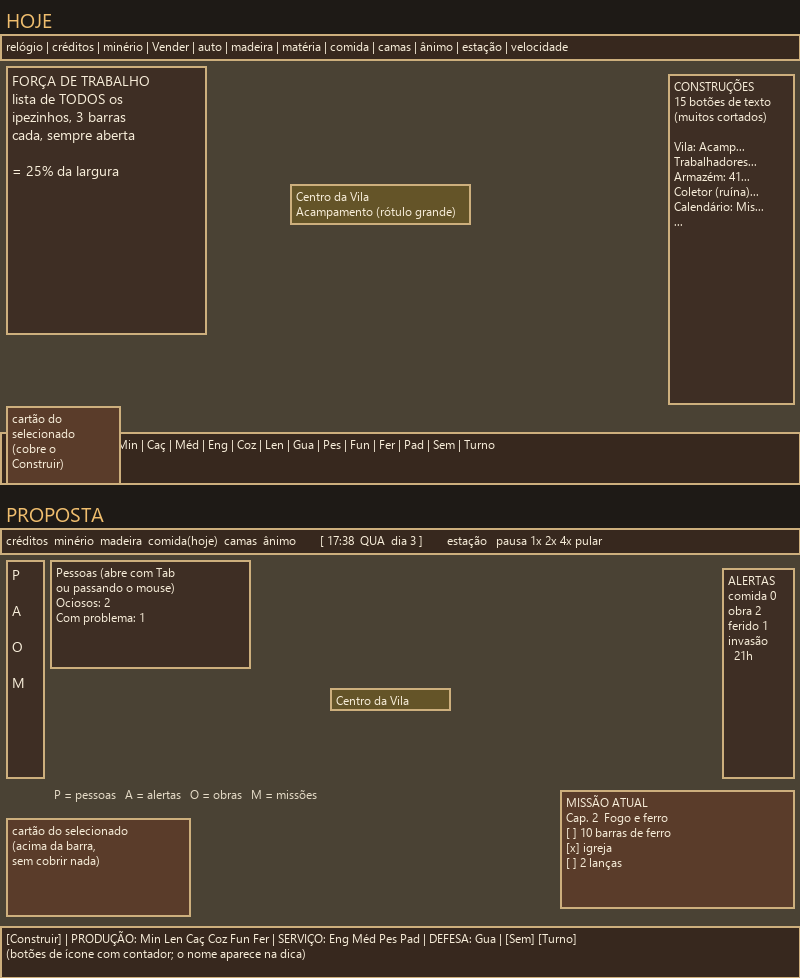 HOJE
relógio | créditos | minério | Vender | auto | madeira | matéria | comida | camas | ânimo | estação | velocidade
FORÇA DE TRABALHO
lista de TODOS os
ipezinhos, 3 barras
cada, sempre aberta
= 25% da largura
CONSTRUÇÕES
15 botões de texto
(muitos cortados)
Vila: Acamp...
Trabalhadores...
Armazém: 41...
Coletor (ruína)...
Calendário: Mis...
...
Centro da Vila
Acampamento (rótulo grande)
cartão do
selecionado
(cobre o
Construir)
Min | Caç | Méd | Eng | Coz | Len | Gua | Pes | Fun | Fer | Pad | Sem | Turno
PROPOSTA
créditos minério madeira comida(hoje) camas ânimo [ 17:38 QUA dia 3 ] estação pausa 1x 2x 4x pular
P
A
O
M
Pessoas (abre com Tab
ou passando o mouse)
Ociosos: 2
Com problema: 1
ALERTAS
comida 0
obra 2
ferido 1
invasão
21h
Centro da Vila
P = pessoas A = alertas O = obras M = missões
cartão do selecionado
(acima da barra,
sem cobrir nada)
MISSÃO ATUAL
Cap. 2 Fogo e ferro
[ ] 10 barras de ferro
[x] igreja
[ ] 2 lanças
[Construir] | PRODUÇÃO: Min Len Caç Coz Fun Fer | SERVIÇO: Eng Méd Pes Pad | DEFESA: Gua | [Sem] [Turno]
(botões de ícone com contador; o nome aparece na dica)